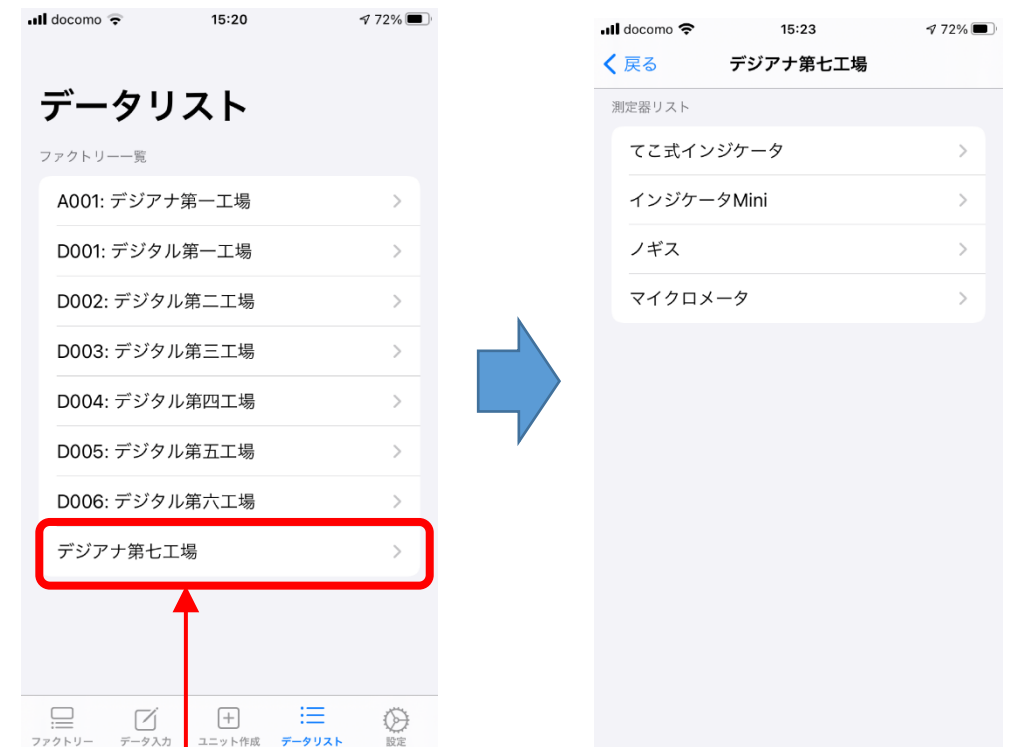 docomo 15:20 72%
データリスト
ファクトリー一覧
A001: デジアナ第一工場
D001: デジタル第一工場
D002: デジタル第二工場
D003: デジタル第三工場
D004: デジタル第四工場
D005: デジタル第五工場
D006: デジタル第六工場
デジアナ第七工場
ファクトリー データ入力 ユニット作成 データリスト 設定
docomo 15:23 72%
戻る デジアナ第七工場
測定器リスト
てこ式インジケータ
インジケータMini
ノギス
マイクロメータ